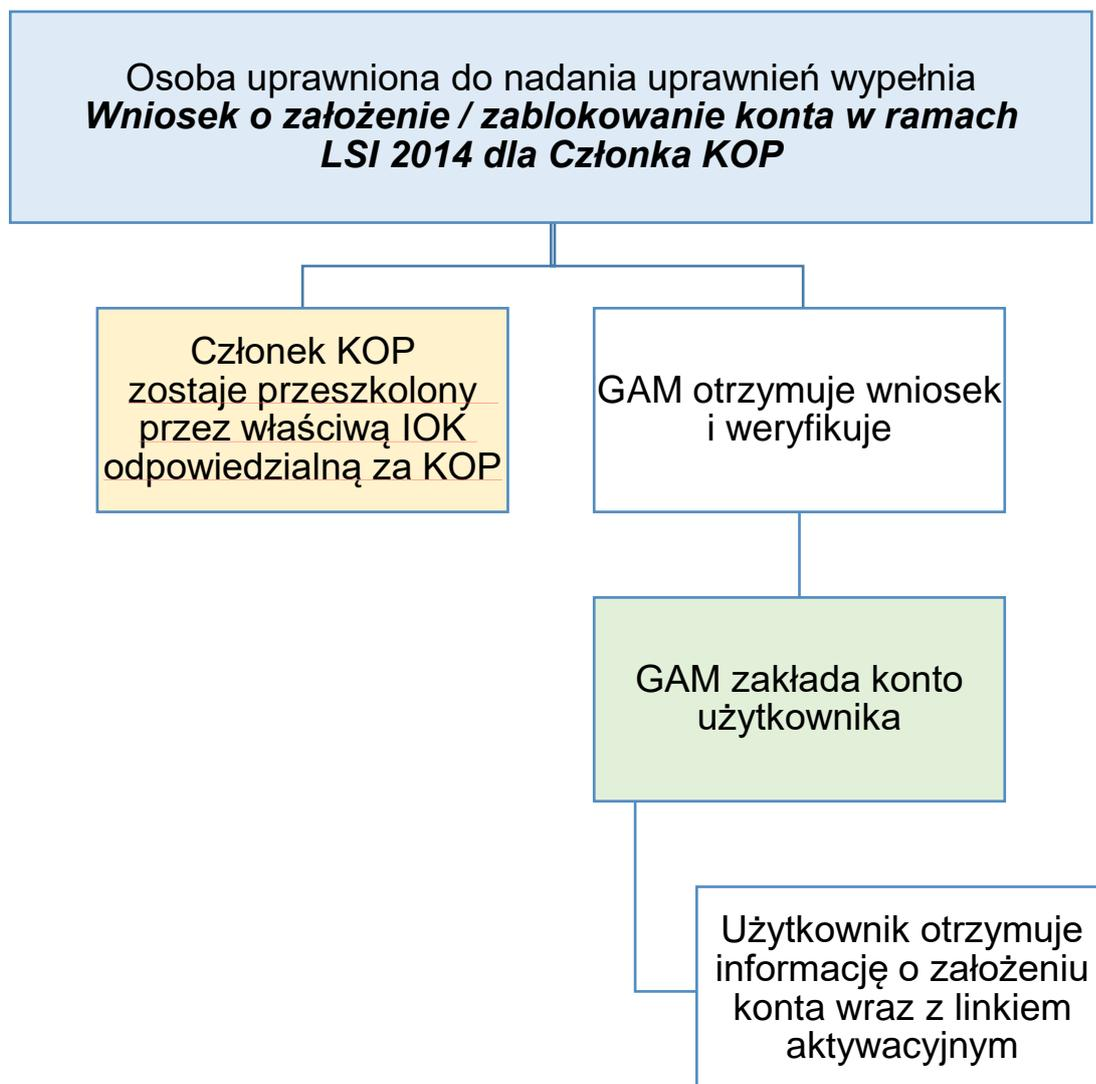 Osoba uprawniona do nadania uprawnień wypełnia
Wniosek o założenie / zablokowanie konta w ramach
LSI 2014 dla Członka KOP
Członek KOP
zostaje przeszkolony
przez właściwą IOK
odpowiedzialną za KOP
GAM otrzymuje wniosek
i weryfikuje
GAM zakłada konto
użytkownika
Użytkownik otrzymuje
informację o założeniu
konta wraz z linkiem
aktywacyjnym